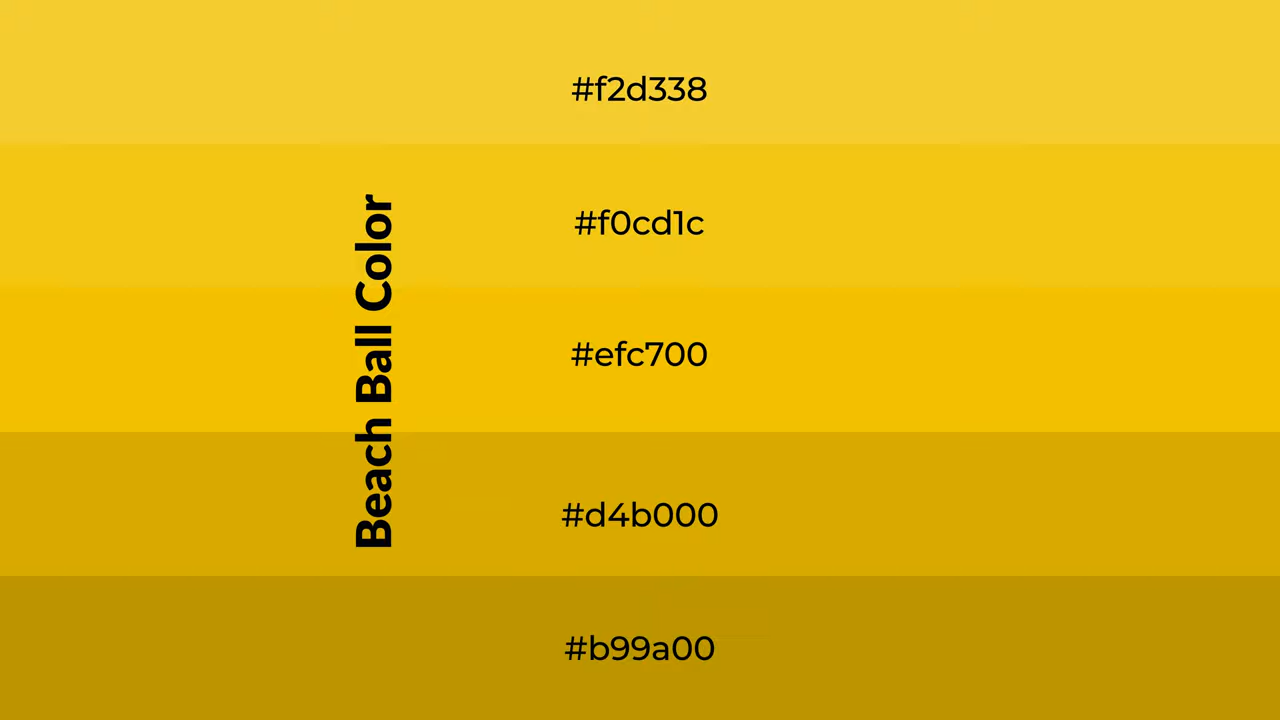 #f2d338
#f0cd1c
Beach Ball Color
#efc700
#d4b000
#b99a00